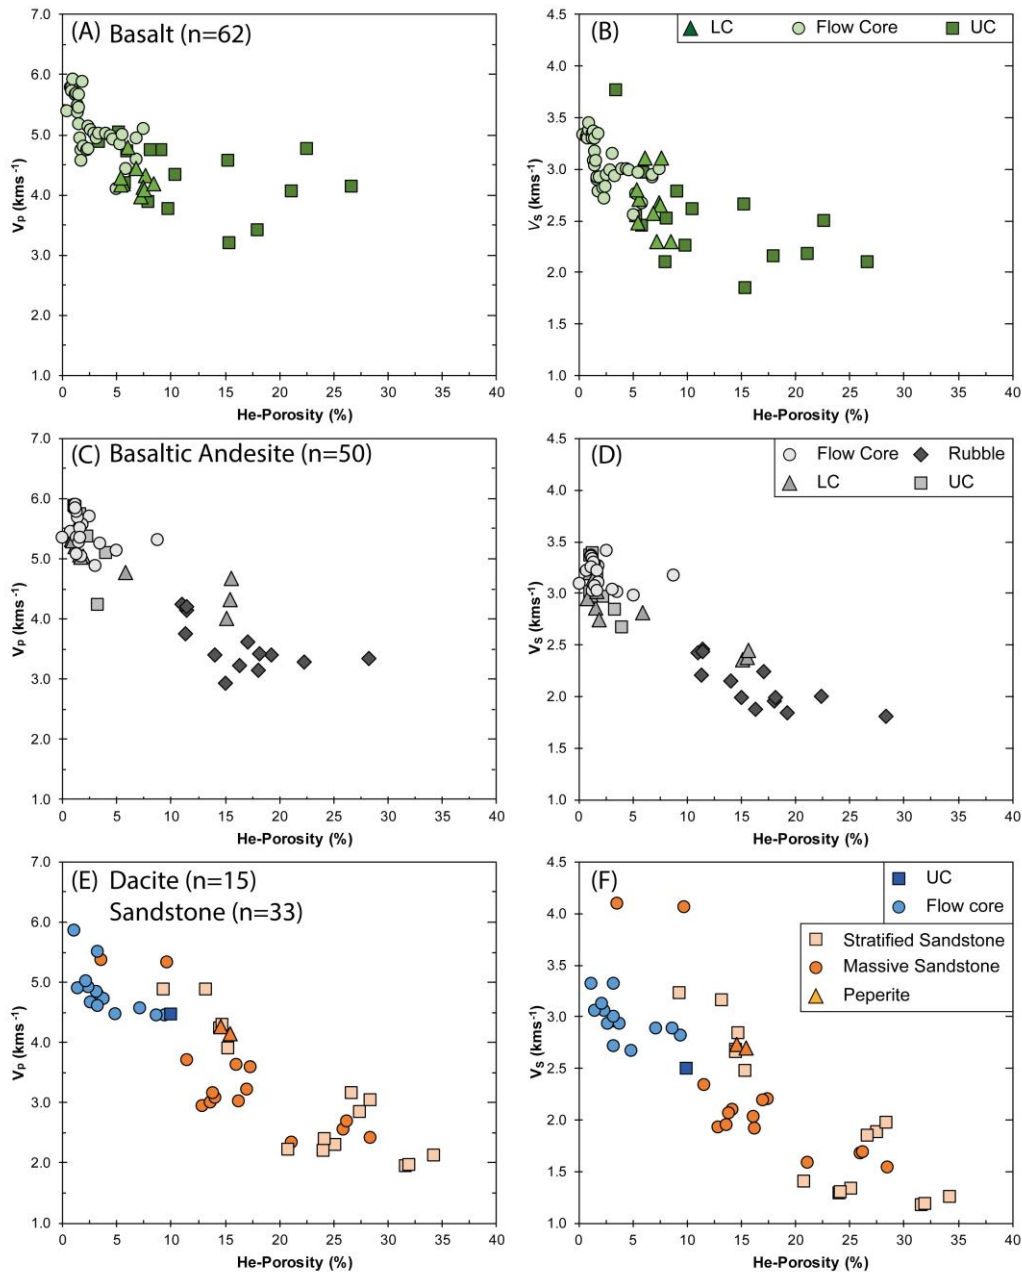 (A) Basalt (n=62)
7.0
6.0
5.0
4.0
3.0
2.0
1.0
Vp (kms-1)
0 5 10 15 20 25 30 35 40
He-Porosity (%)
(B)
LC Flow Core UC
4.5
4.0
3.5
3.0
2.5
2.0
1.5
1.0
Vs (kms-1)
0 5 10 15 20 25 30 35 40
He-Porosity (%)
(C) Basaltic Andesite (n=50)
7.0
6.0
5.0
4.0
3.0
2.0
1.0
Vp (kms-1)
0 5 10 15 20 25 30 35 40
He-Porosity (%)
(D)
Flow Core Rubble
LC UC
4.5
4.0
3.5
3.0
2.5
2.0
1.5
1.0
Vs (kms-1)
0 5 10 15 20 25 30 35 40
He-Porosity (%)
(E) Dacite (n=15)
Sandstone (n=33)
7.0
6.0
5.0
4.0
3.0
2.0
1.0
Vp (kms-1)
0 5 10 15 20 25 30 35 40
He-Porosity (%)
(F)
UC
Flow core
Stratified Sandstone
Massive Sandstone
Peperite
4.5
4.0
3.5
3.0
2.5
2.0
1.5
1.0
Vs (kms-1)
0 5 10 15 20 25 30 35 40
He-Porosity (%)